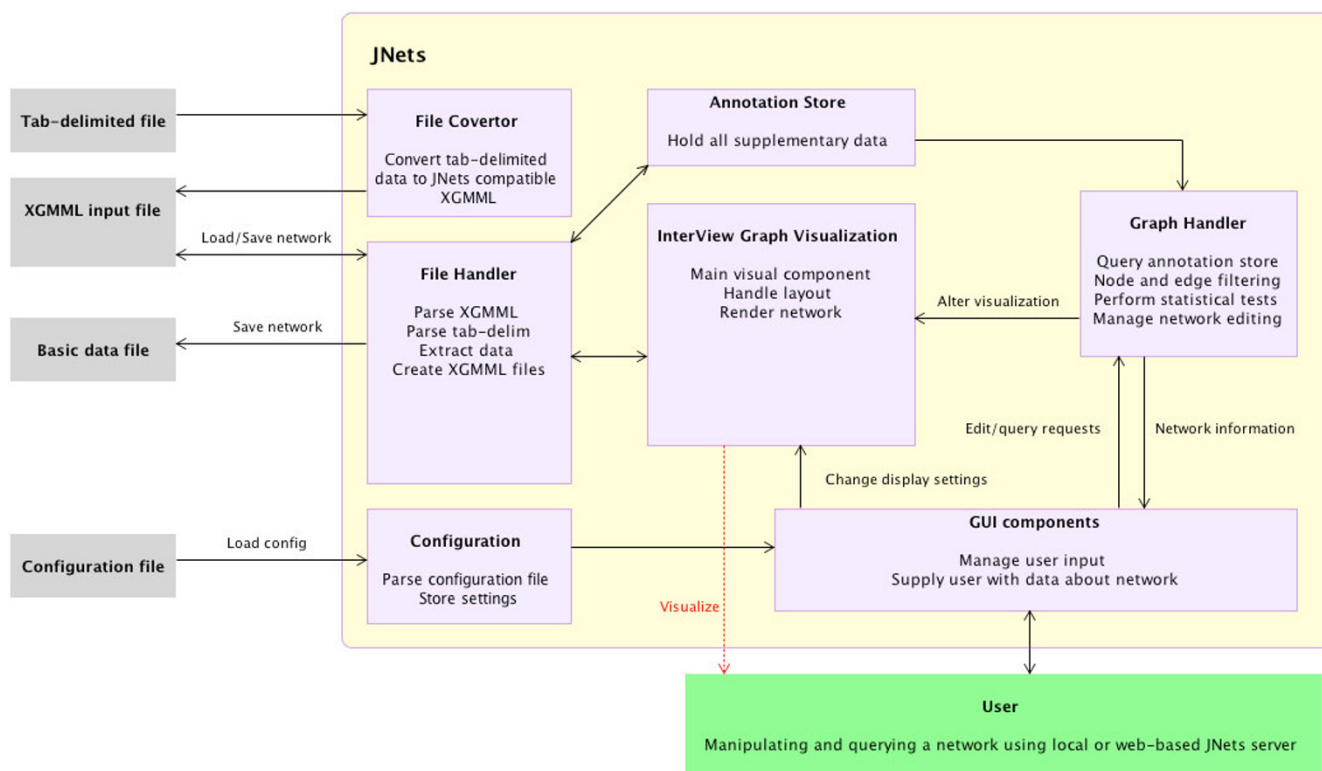 JNets
Tab-delimited file
XGMML input file
Basic data file
Configuration file
Load/Save network
Save network
Load config
File Covertor
Convert tab-delimited
data to JNets compatible
XGMML
File Handler
Parse XGMML
Parse tab-delim
Extract data
Create XGMML files
Configuration
Parse configuration file
Store settings
Annotation Store
Hold all supplementary data
InterView Graph Visualization
Main visual component
Handle layout
Render network
Alter visualization
Graph Handler
Query annotation store
Node and edge filtering
Perform statistical tests
Manage network editing
Edit/query requests
Network information
Change display settings
GUI components
Manage user input
Supply user with data about network
Visualize
User
Manipulating and querying a network using local or web-based JNets server